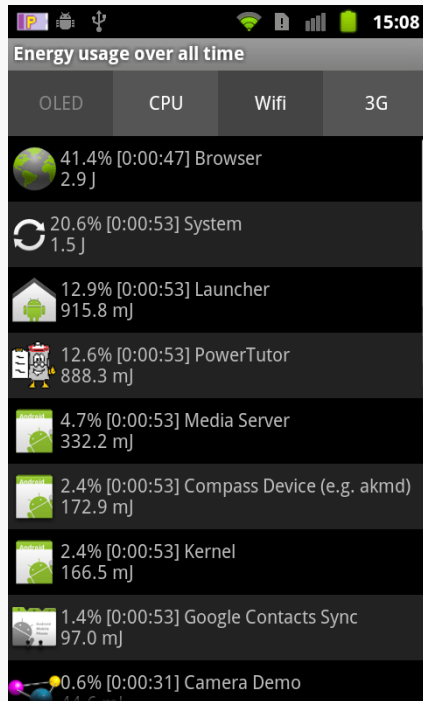 P
15:08
Energy usage over all time
OLED CPU Wifi 3G
41.4% [0:00:47] Browser
2.9 J
20.6% [0:00:53] System
1.5 J
12.9% [0:00:53] Launcher
915.8 mJ
12.6% [0:00:53] PowerTutor
888.3 mJ
Android
4.7% [0:00:53] Media Server
332.2 mJ
Android
2.4% [0:00:53] Compass Device (e.g. akmd)
172.9 mJ
Android
2.4% [0:00:53] Kernel
166.5 mJ
1.4% [0:00:53] Google Contacts Sync
97.0 mJ
0.6% [0:00:31] Camera Demo